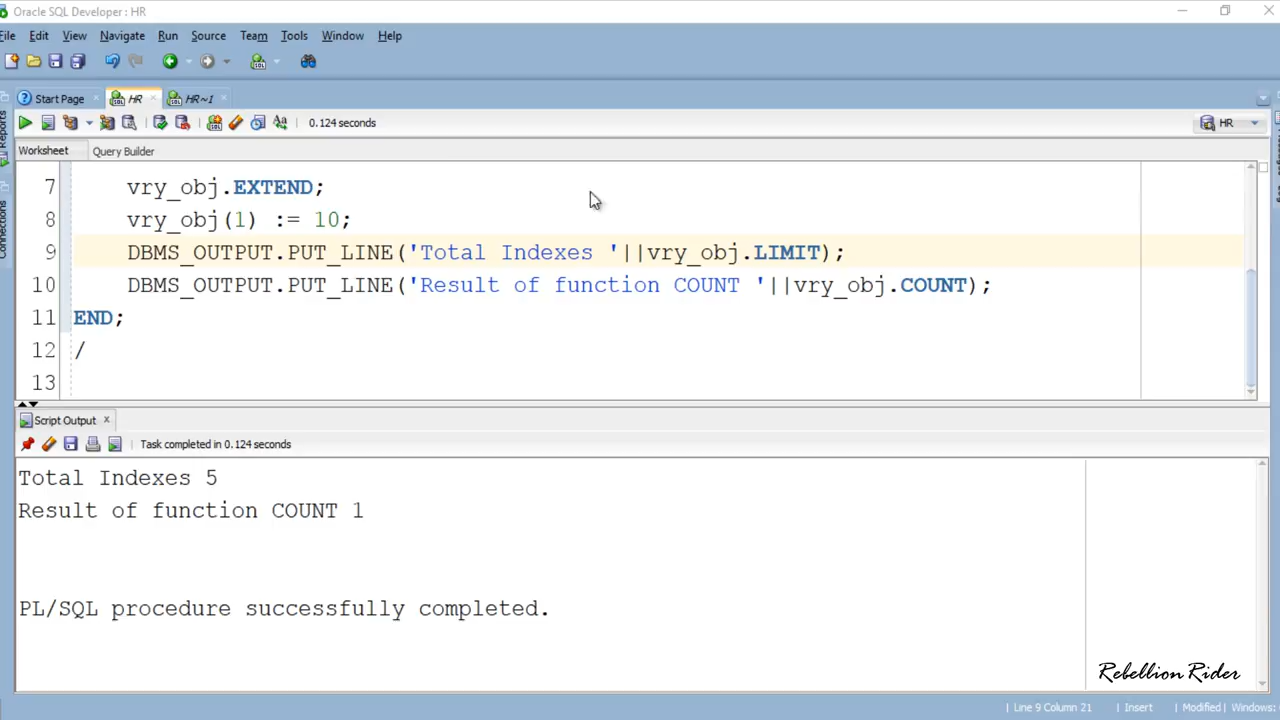 Oracle SQL Developer : HR
File Edit View Navigate Run Source Team Tools Window Help
Start Page HR HR~1
0.124 seconds HR
Reports
Connections
Worksheet Query Builder
7 vry_obj.EXTEND;
8 vry_obj(1) := 10;
9 DBMS_OUTPUT.PUT_LINE('Total Indexes '||vry_obj.LIMIT);
10 DBMS_OUTPUT.PUT_LINE('Result of function COUNT '||vry_obj.COUNT);
11 END;
12 /
13
Script Output
Task completed in 0.124 seconds
Total Indexes 5
Result of function COUNT 1
PL/SQL procedure successfully completed.
Rebellion Rider
Line 9 Column 21 Insert Modified Windows: